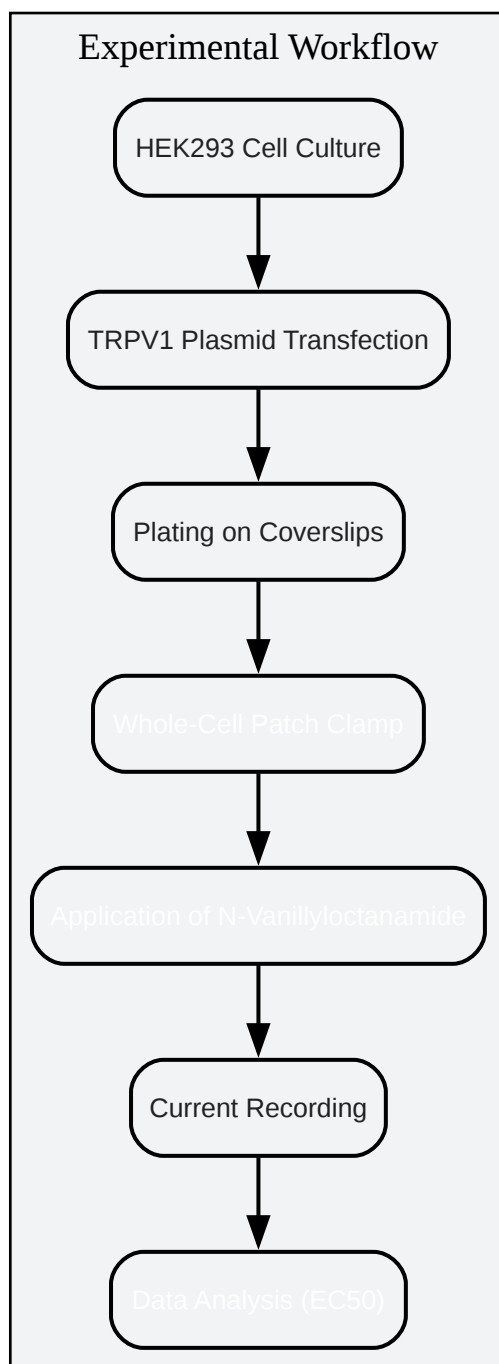 Experimental Workflow
HEK293 Cell Culture
TRPV1 Plasmid Transfection
Plating on Coverslips
Whole-Cell Patch Clamp
Application of N-Vanillyloctanamide
Current Recording
Data Analysis (EC50)